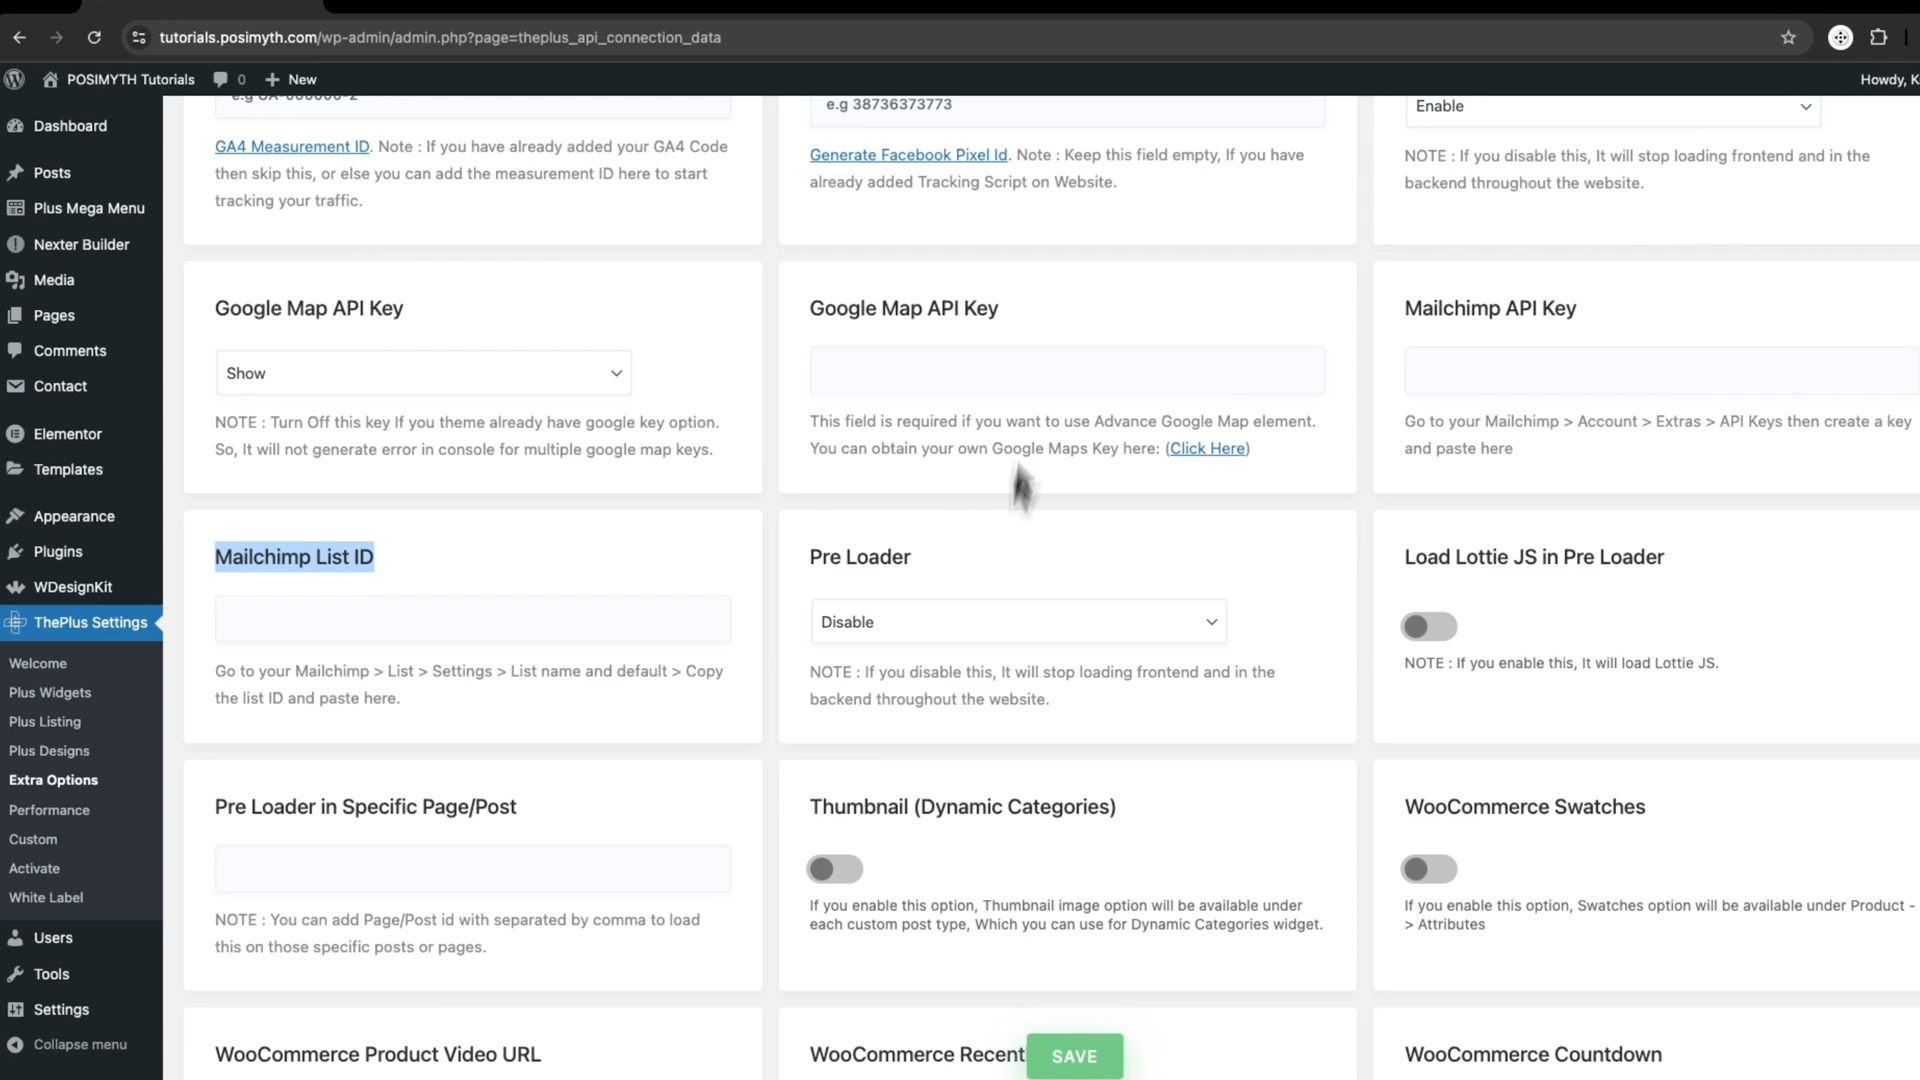 tutorials.posimyth.com/wp-admin/admin.php?page=theplus_api_connection_data
POSIMYTH Tutorials 0 New Howdy, K
Dashboard
Posts
Plus Mega Menu
Nexter Builder
Media
Pages
Comments
Contact
Elementor
Templates
Appearance
Plugins
WDesignKit
ThePlus Settings
Welcome
Plus Widgets
Plus Listing
Plus Designs
Extra Options
Performance
Custom
Activate
White Label
Users
Tools
Settings
Collapse menu
GA4 Measurement ID. Note : If you have already added your GA4 Code
then skip this, or else you can add the measurement ID here to start
tracking your traffic.
e.g 38736373773
Generate Facebook Pixel Id. Note : Keep this field empty, If you have
already added Tracking Script on Website.
Enable
NOTE : If you disable this, It will stop loading frontend and in the
backend throughout the website.
Google Map API Key
Show
NOTE : Turn Off this key If you theme already have google key option.
So, It will not generate error in console for multiple google map keys.
Google Map API Key
This field is required if you want to use Advance Google Map element.
You can obtain your own Google Maps Key here: (Click Here)
Mailchimp API Key
Go to your Mailchimp > Account > Extras > API Keys then create a key
and paste here
Mailchimp List ID
Go to your Mailchimp > List > Settings > List name and default > Copy
the list ID and paste here.
Pre Loader
Disable
NOTE : If you disable this, It will stop loading frontend and in the
backend throughout the website.
Load Lottie JS in Pre Loader
NOTE : If you enable this, It will load Lottie JS.
Pre Loader in Specific Page/Post
NOTE : You can add Page/Post id with separated by comma to load
this on those specific posts or pages.
Thumbnail (Dynamic Categories)
If you enable this option, Thumbnail image option will be available under
each custom post type, Which you can use for Dynamic Categories widget.
WooCommerce Swatches
If you enable this option, Swatches option will be available under Product -
> Attributes
WooCommerce Product Video URL
WooCommerce Recent
SAVE
WooCommerce Countdown